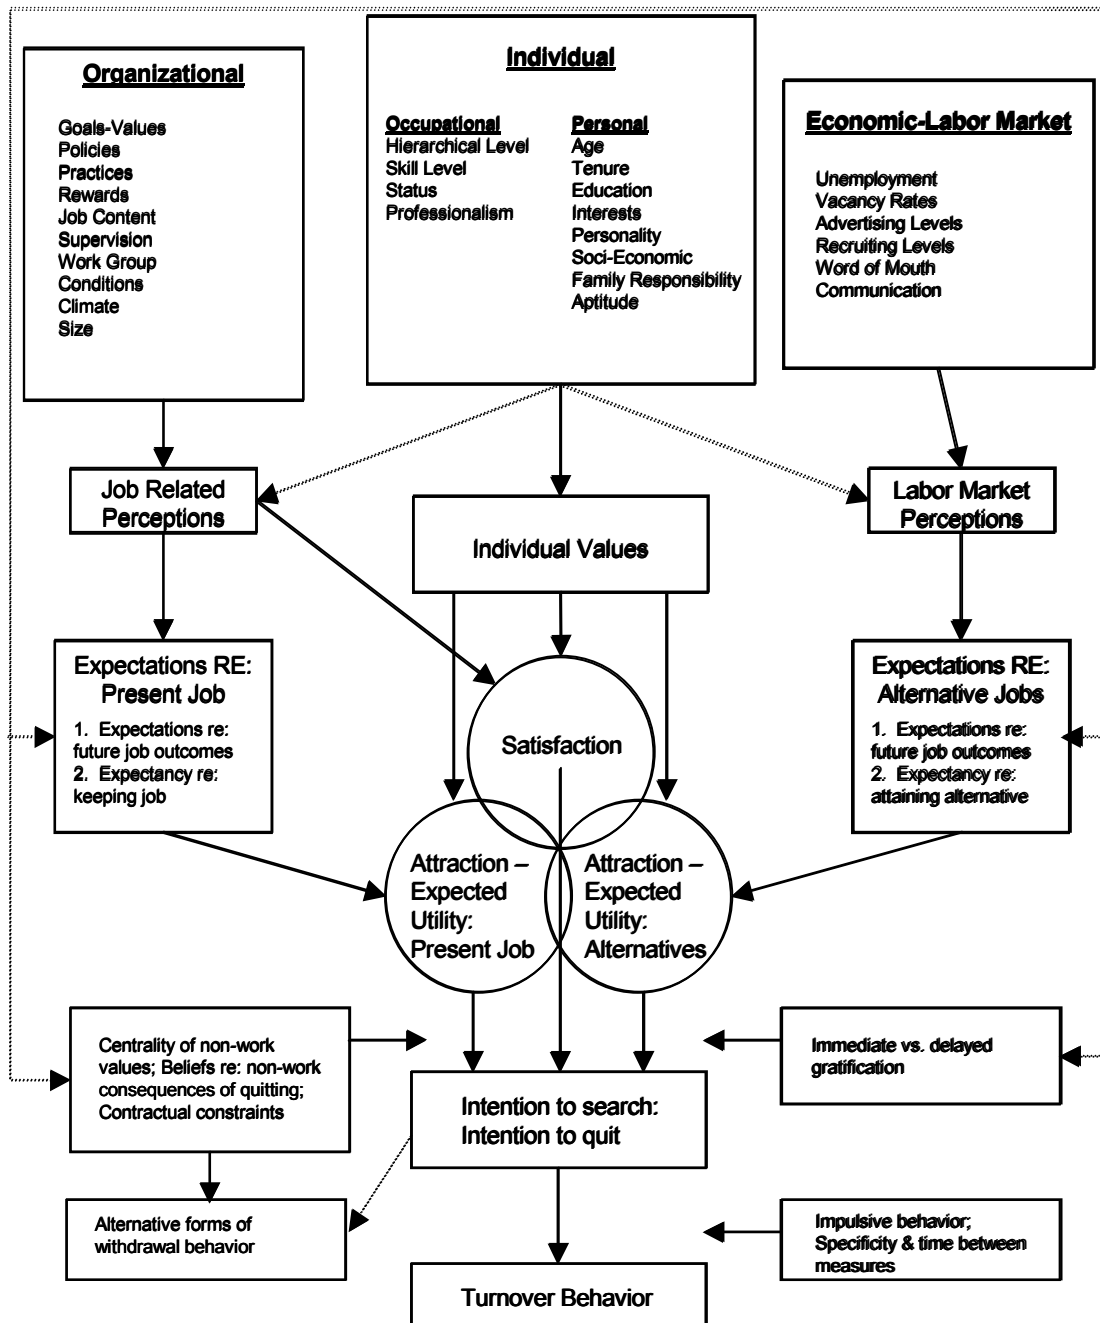 Organizational
Goals-Values
Policies
Practices
Rewards
Job Content
Supervision
Work Group
Conditions
Climate
Size
Individual
Occupational
Hierarchical Level
Skill Level
Status
Professionalism
Personal
Age
Tenure
Education
Interests
Personality
Soci-Economic
Family Responsibility
Aptitude
Economic-Labor Market
Unemployment
Vacancy Rates
Advertising Levels
Recruiting Levels
Word of Mouth
Communication
Job Related
Perceptions
Individual Values
Labor Market
Perceptions
Expectations RE:
Present Job
1. Expectations re:
future job outcomes
2. Expectancy re:
keeping job
Satisfaction
Expectations RE:
Alternative Jobs
1. Expectations re:
future job outcomes
2. Expectancy re:
attaining alternative
Attraction –
Expected
Utility:
Present Job
Attraction –
Expected
Utility:
Alternatives
Centrality of non-work
values; Beliefs re: non-work
consequences of quitting;
Contractual constraints
Immediate vs. delayed
gratification
Intention to search:
Intention to quit
Alternative forms of
withdrawal behavior
Impulsive behavior;
Specificity & time between
measures
Turnover Behavior